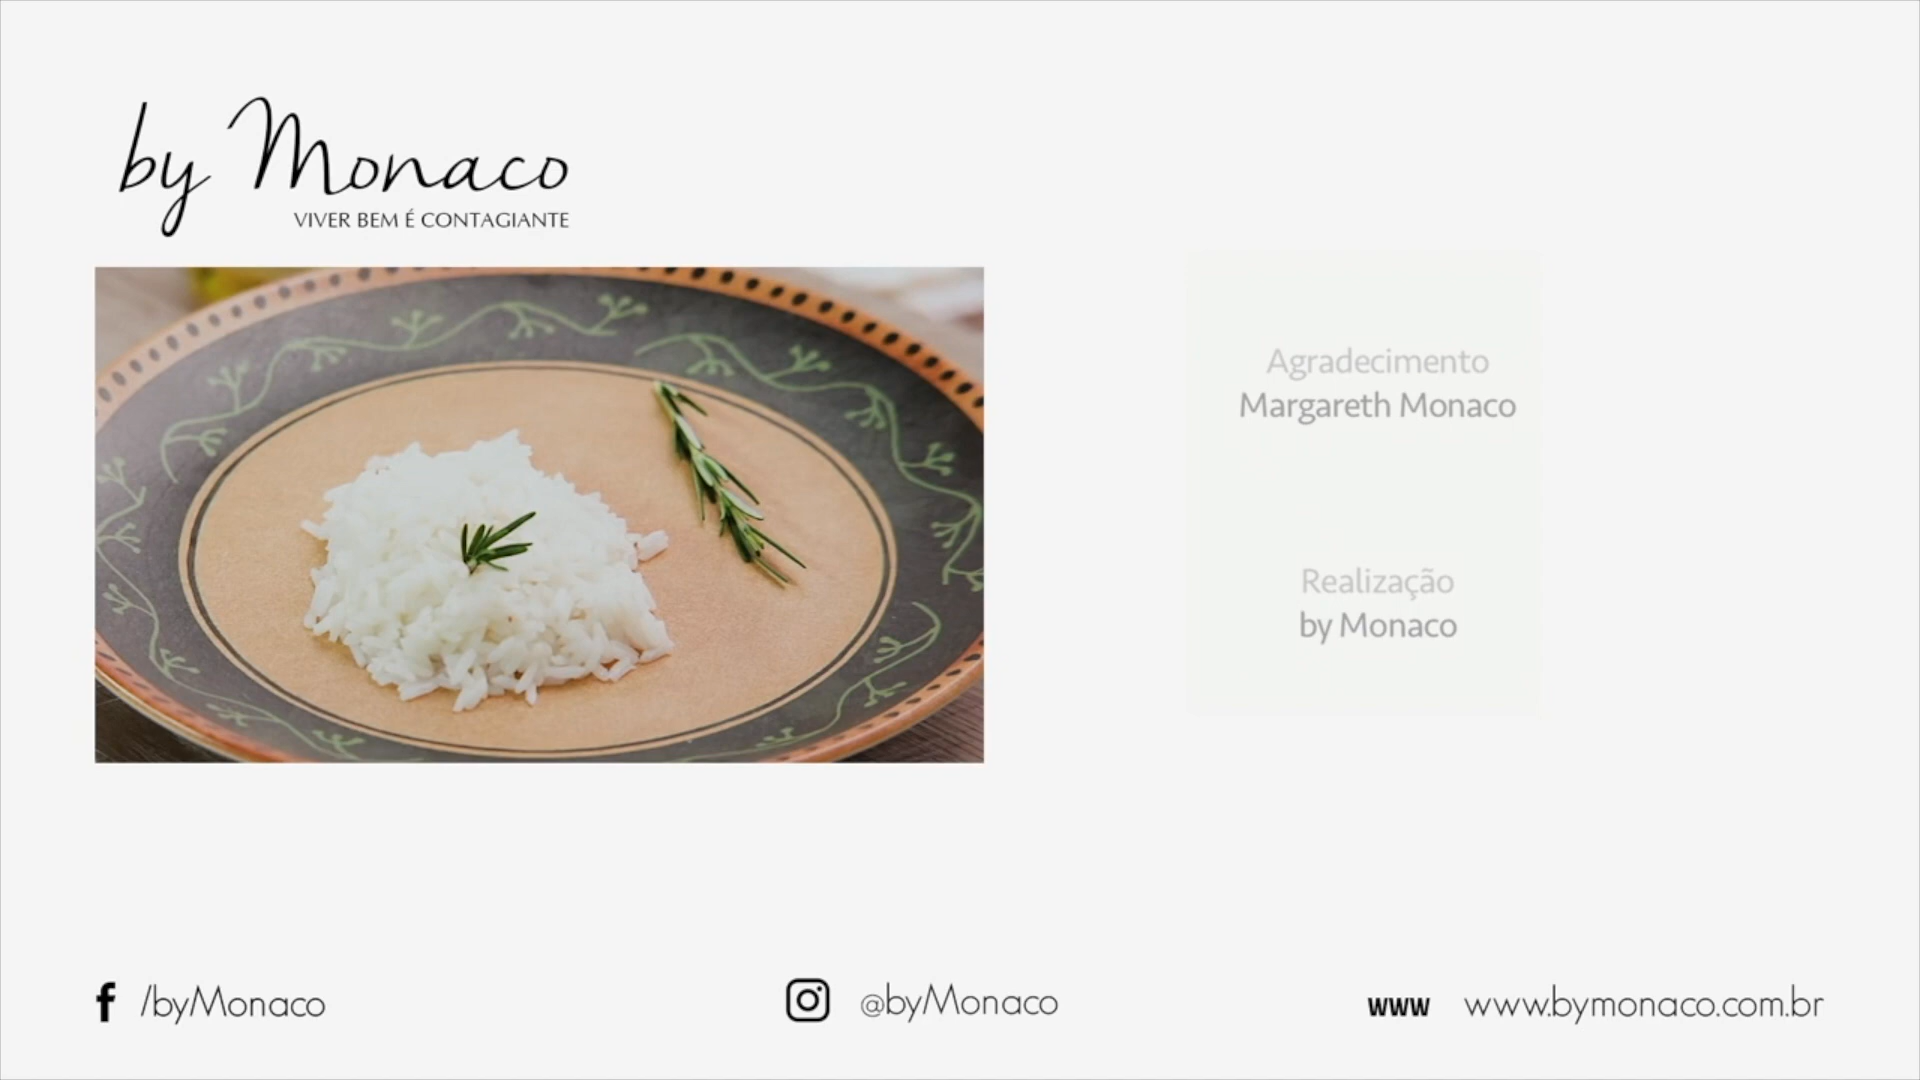 by Monaco
VIVER BEM É CONTAGIANTE
Agradecimento
Margareth Monaco
Realização
by Monaco
/byMonaco
@byMonaco
www www.bymonaco.com.br